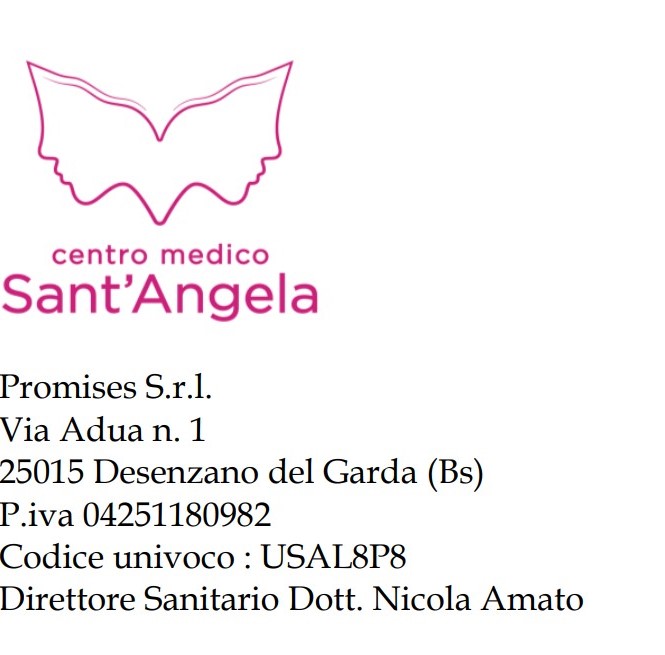 centro medico
Sant'Angela
Promises S.r.l.
Via Adua n. 1
25015 Desenzano del Garda (Bs)
P.iva 04251180982
Codice univoco : USAL8P8
Direttore Sanitario Dott. Nicola Amato